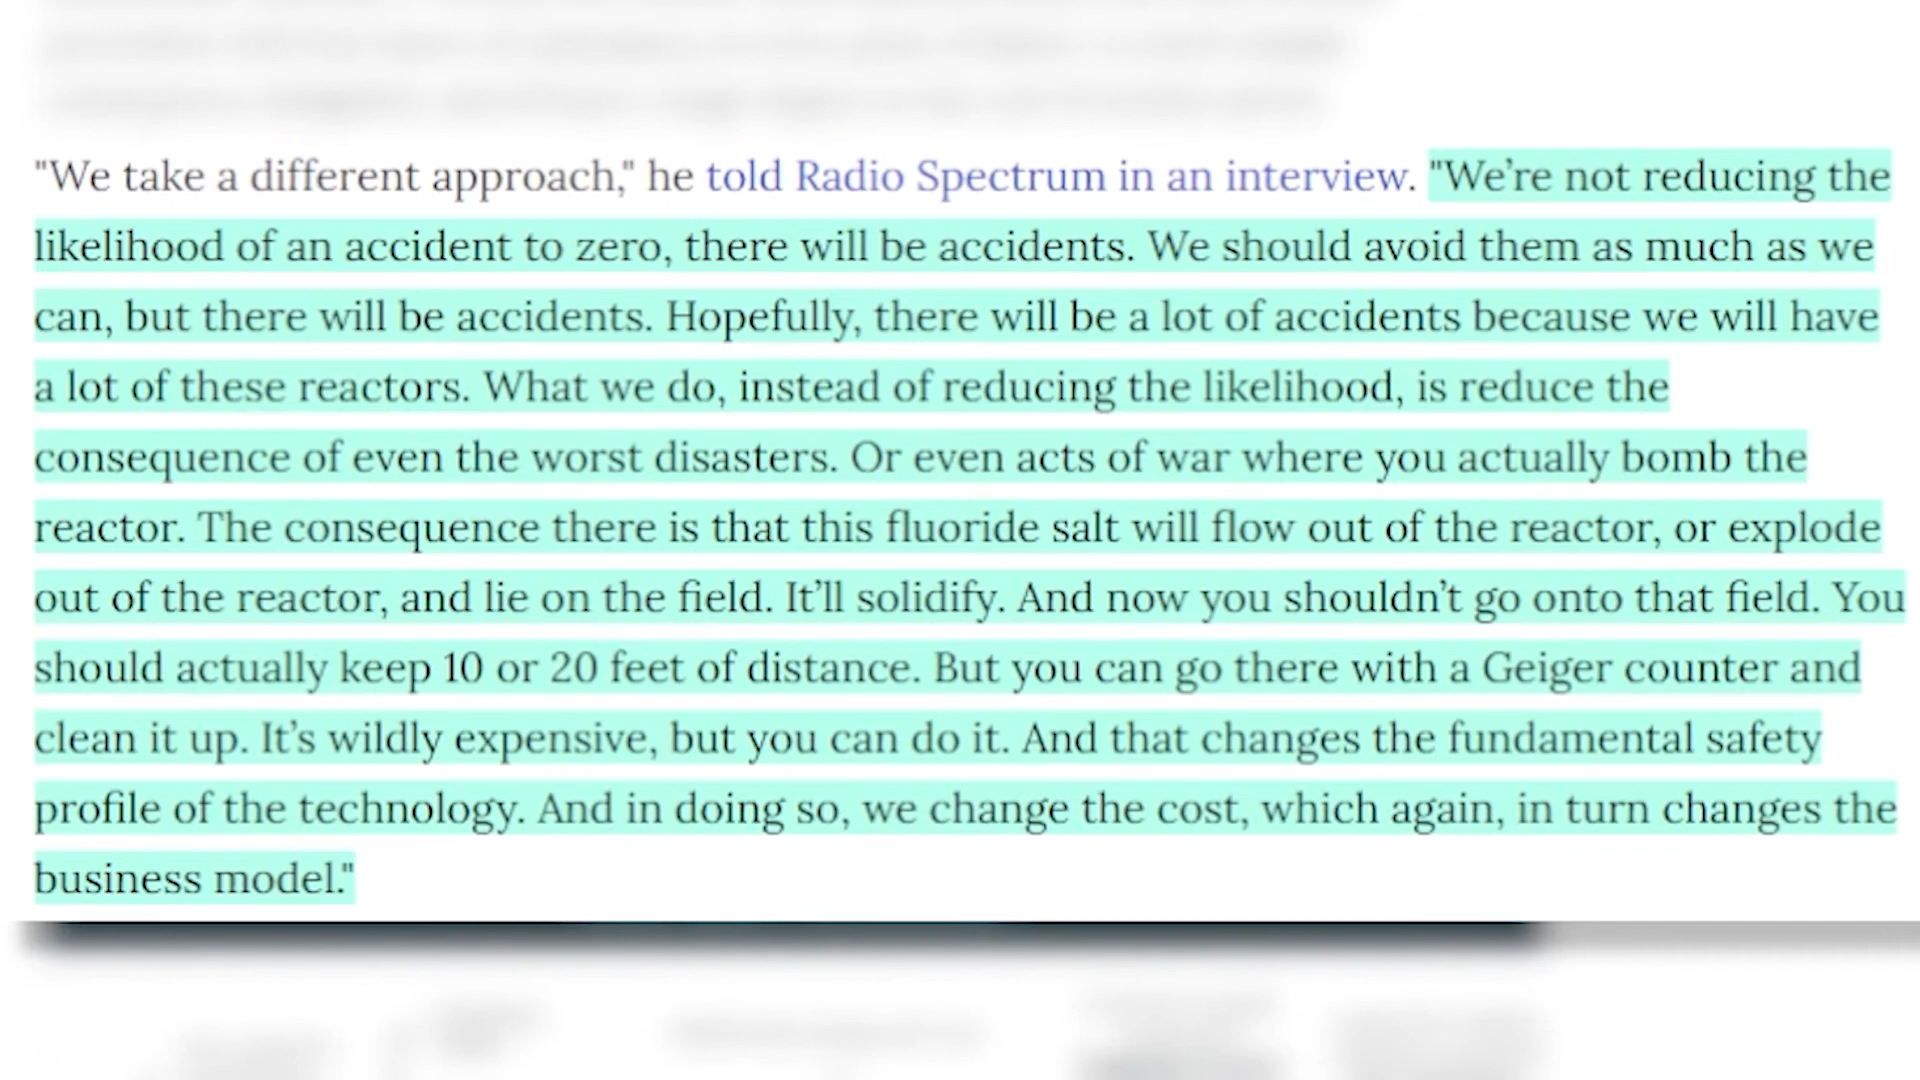 "We take a different approach," he told Radio Spectrum in an interview. "We’re not reducing the
likelihood of an accident to zero, there will be accidents. We should avoid them as much as we
can, but there will be accidents. Hopefully, there will be a lot of accidents because we will have
a lot of these reactors. What we do, instead of reducing the likelihood, is reduce the
consequence of even the worst disasters. Or even acts of war where you actually bomb the
reactor. The consequence there is that this fluoride salt will flow out of the reactor, or explode
out of the reactor, and lie on the field. It’ll solidify. And now you shouldn’t go onto that field. You
should actually keep 10 or 20 feet of distance. But you can go there with a Geiger counter and
clean it up. It’s wildly expensive, but you can do it. And that changes the fundamental safety
profile of the technology. And in doing so, we change the cost, which again, in turn changes the
business model."